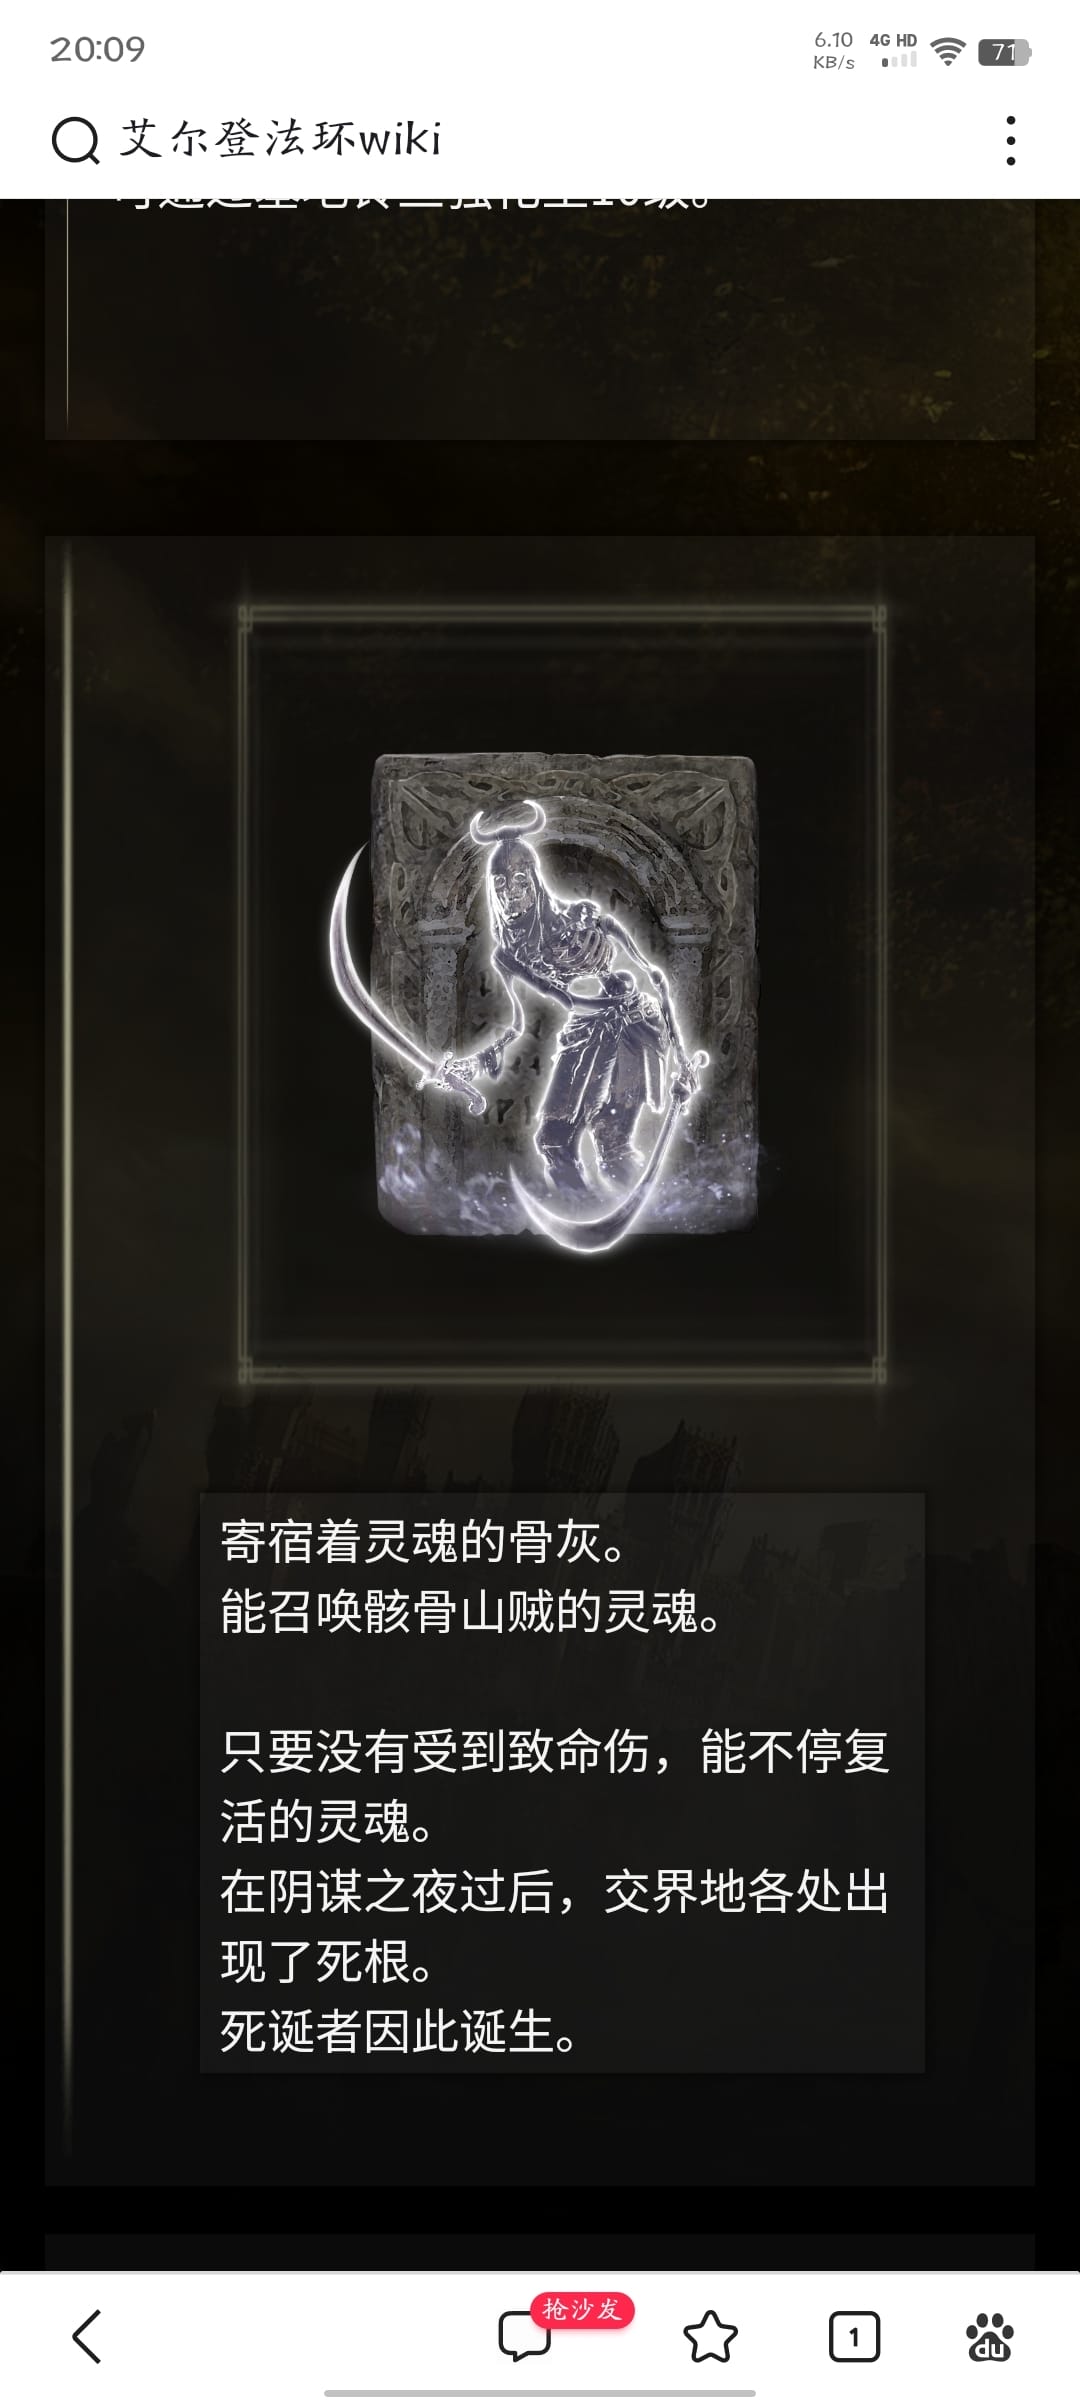 20:09
6.10 KB/s
4G HD
71
艾尔登法环wiki
寄宿着灵魂的骨灰。
能召唤骸骨山贼的灵魂。
只要没有受到致命伤，能不停复
活的灵魂。
在阴谋之夜过后，交界地各处出
现了死根。
死诞者因此诞生。
抢沙发
1
du